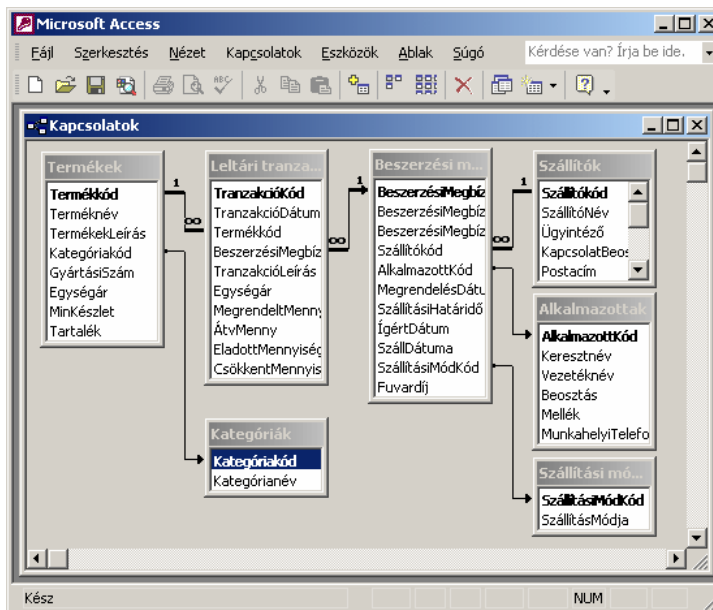 Microsoft Access
Fájl Szerkesztés Nézet Kapcsolatok Eszközök Ablak Súgó Kérdése van? Írja be ide.
Kapcsolatok
Termékek
Termékkód
Terméknév
TermékekLeírás
Kategóriakód
GyártásiSzám
Egységár
MinKészlet
Tartalék
1
∞
Leltári tranza...
TranzakcióKód
TranzakcióDátum
Termékkód
BeszerzésiMegbíz
TranzakcióLeírás
Egységár
MegrendeltMenny
ÁtvMenny
EladottMennyiség
CsökkentMennyis
1
∞
Beszerzési m...
BeszerzésiMegbíz
BeszerzésiMegbíz
BeszerzésiMegbíz
Szállítókód
AlkalmazottKód
MegrendelésDátu
SzállításiHatáridő
ÍgértDátum
SzállDátuma
SzállításiMódKód
Fuvardíj
1
∞
Szállítók
Szállítókód
SzállítóNév
Ügyintéző
KapcsolatBeos
Postacím
Alkalmazottak
AlkalmazottKód
Keresztnév
Vezetéknév
Beosztás
Mellék
MunkahelyiTelefo
Kategóriák
Kategóriakód
Kategórianév
Szállítási mó...
SzállításiMódKód
SzállításMódja
Kész NUM